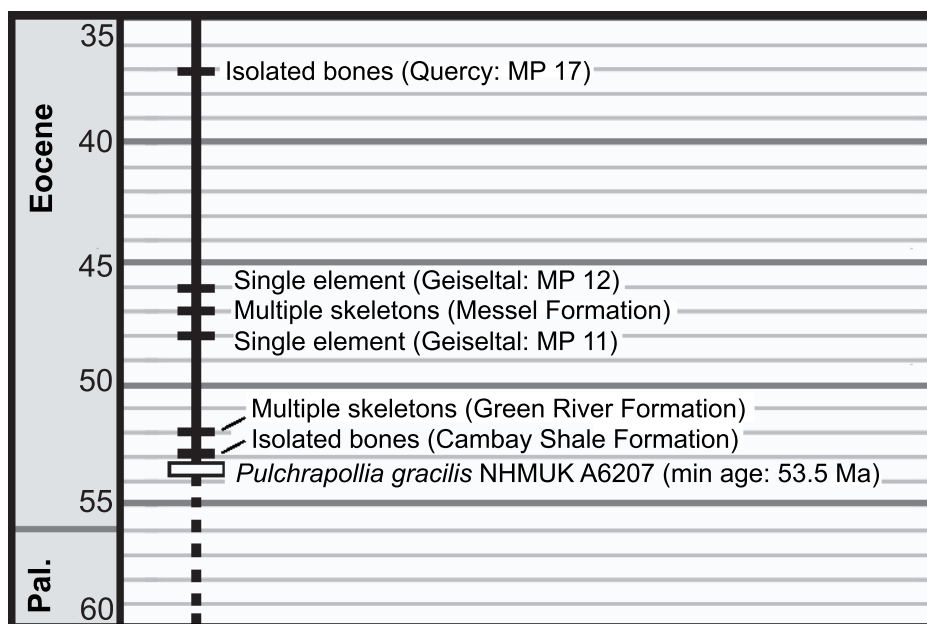 35
Isolated bones (Quercy: MP 17)
40
45
Single element (Geiseltal: MP 12)
Multiple skeletons (Messel Formation)
Single element (Geiseltal: MP 11)
50
Multiple skeletons (Green River Formation)
Isolated bones (Cambay Shale Formation)
Pulchrapollia gracilis NHMUK A6207 (min age: 53.5 Ma)
55
60
Eocene
Pal.